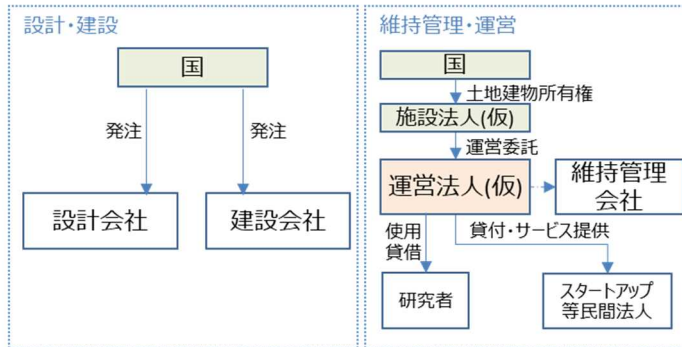 設計・建設
国
発注
発注
設計会社
建設会社
維持管理・運営
国
土地建物所有権
施設法人(仮)
運営委託
運営法人(仮)
維持管理
会社
使用
貸借
貸付・サービス提供
研究者
スタートアップ
等民間法人